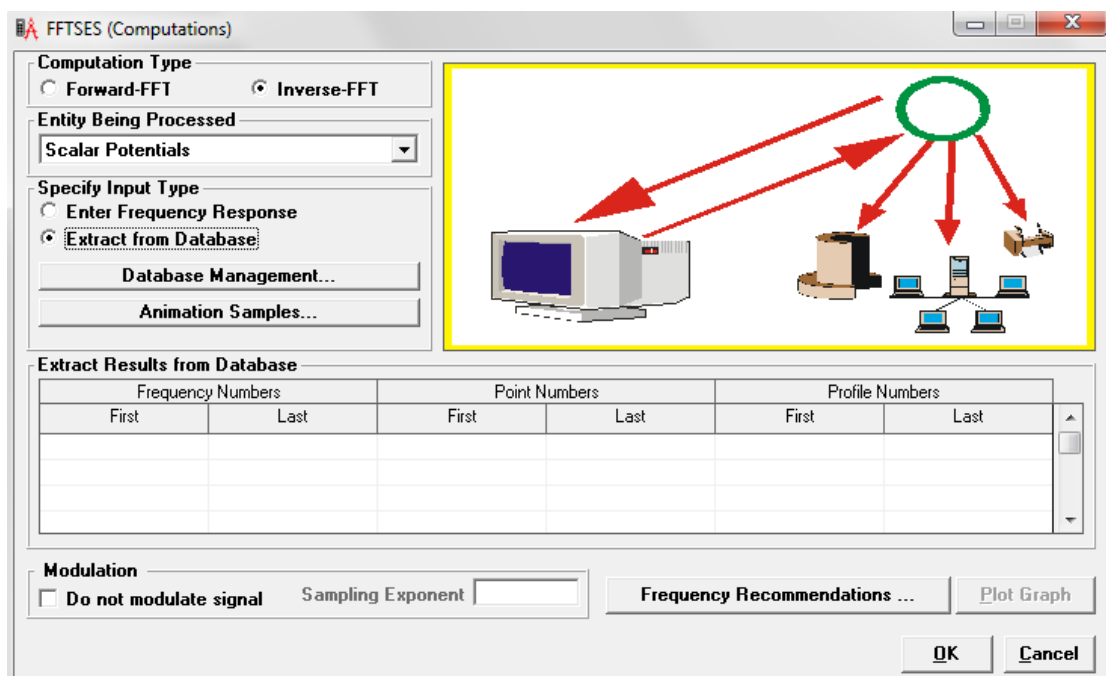 FFTSES (Computations)
Computation Type
Forward-FFT Inverse-FFT
Entity Being Processed
Scalar Potentials
Specify Input Type
Enter Frequency Response
Extract from Database
Database Management...
Animation Samples...
Extract Results from Database
Frequency Numbers Point Numbers Profile Numbers
First Last First Last First Last
Modulation
Do not modulate signal Sampling Exponent
Frequency Recommendations ... Plot Graph
OK Cancel